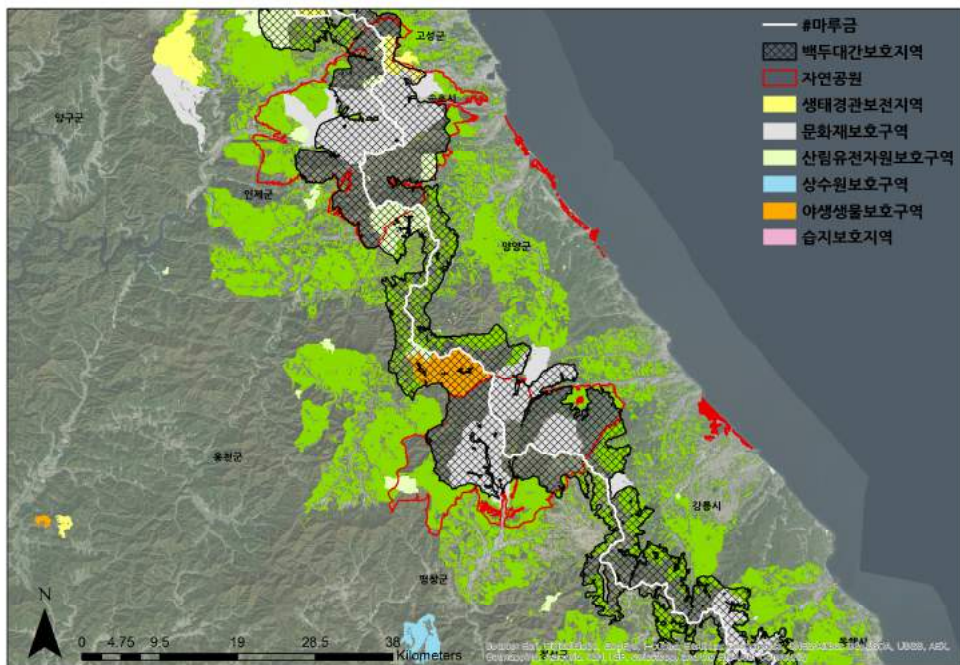 #마루금
백두대간보호지역
자연공원
생태경관보전지역
문화재보호구역
산림유전자원보호구역
상수원보호구역
야생생물보호구역
습지보호지역
고성군
양구군
속초시
인제군
양양군
홍천군
강릉시
평창군
동해시
N
0 4.75 9.5 19 28.5 38
Kilometers